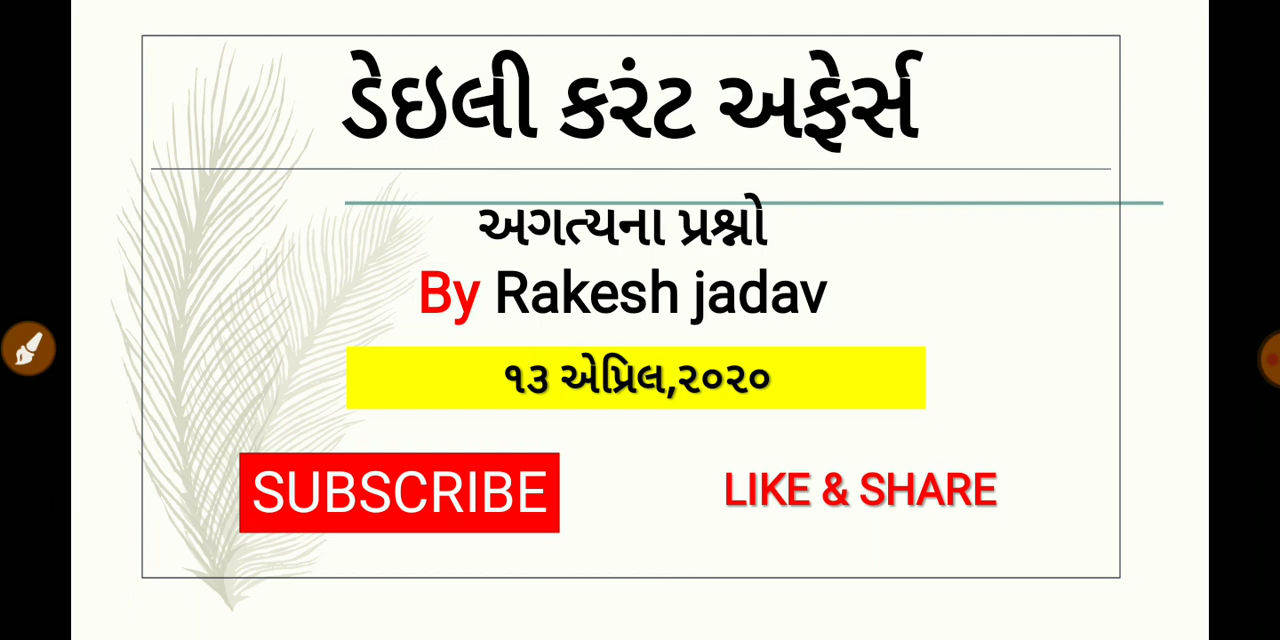 ડેઇલી કરંટ અફેર્સ
અગત્યના પ્રશ્નો
By Rakesh jadav
૧૩ એપ્રિલ,૨૦૨૦
SUBSCRIBE
LIKE & SHARE